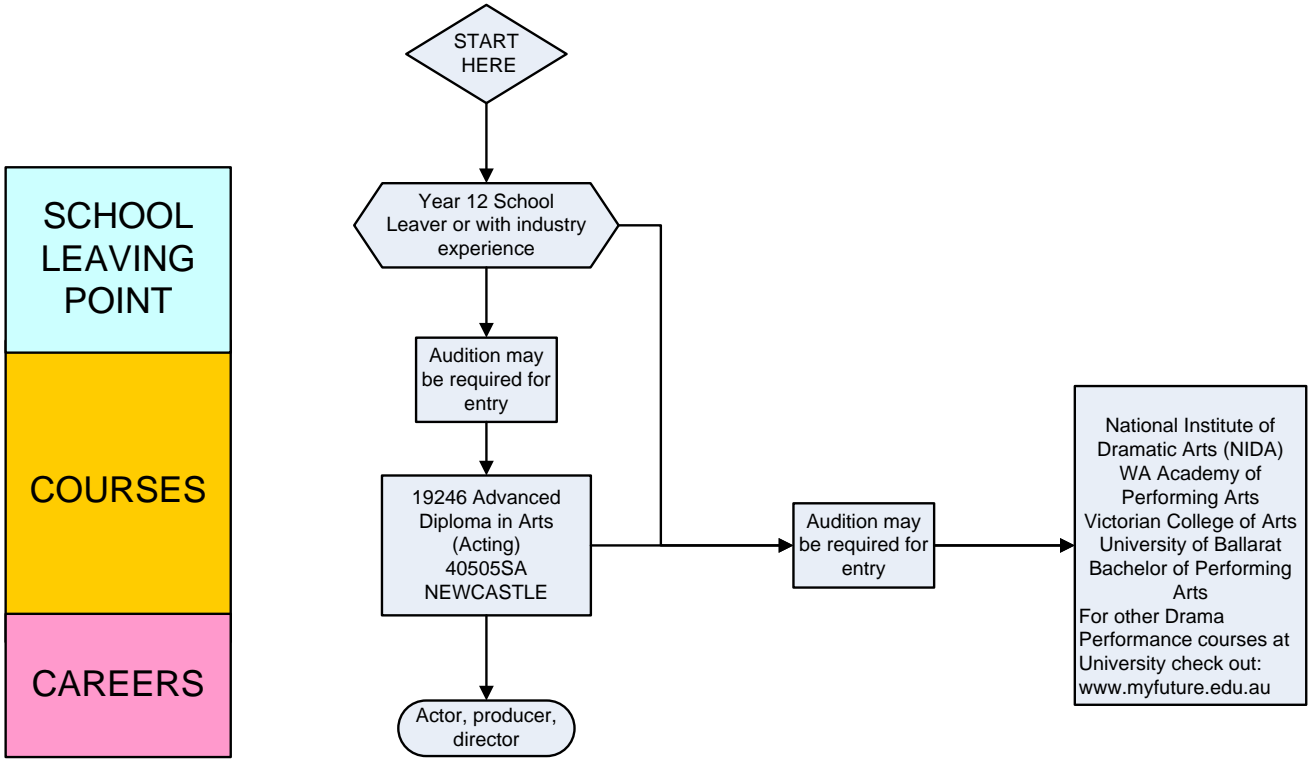 START
HERE
SCHOOL
LEAVING
POINT
Year 12 School
Leaver or with industry
experience
Audition may
be required for
entry
COURSES
19246 Advanced
Diploma in Arts
(Acting)
40505SA
NEWCASTLE
Audition may
be required for
entry
National Institute of
Dramatic Arts (NIDA)
WA Academy of
Performing Arts
Victorian College of Arts
University of Ballarat
Bachelor of Performing
Arts
For other Drama
Performance courses at
University check out:
www.myfuture.edu.au
CAREERS
Actor, producer,
director